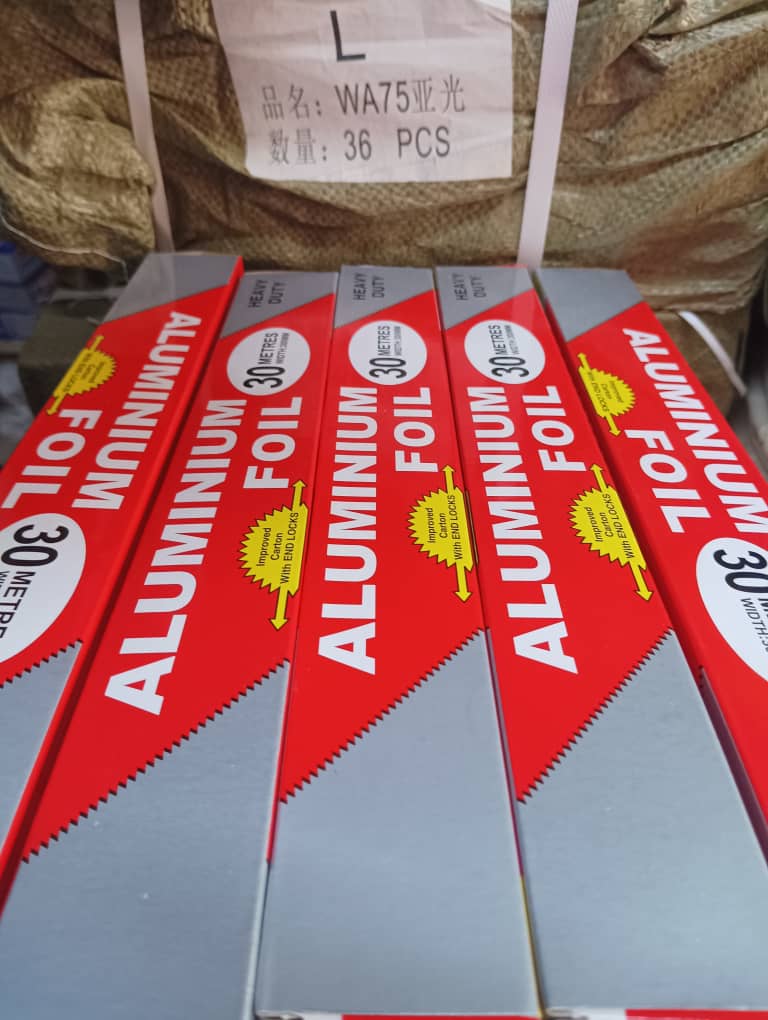 L
品名: WA75亚光
数量: 36 PCS
ALUMINIUM
FOIL
30
HEAVY
DUTY
30
METRES
ALUMINIUM
FOIL
Improved
Carton
With END LOCKS
HEAVY
DUTY
30
METRES
ALUMINIUM
FOIL
Improved
Carton
With END LOCKS
HEAVY
DUTY
30
METRES
ALUMINIUM
FOIL
Improved
Carton
With END LOCKS
ALUMINIUM
FOIL
30